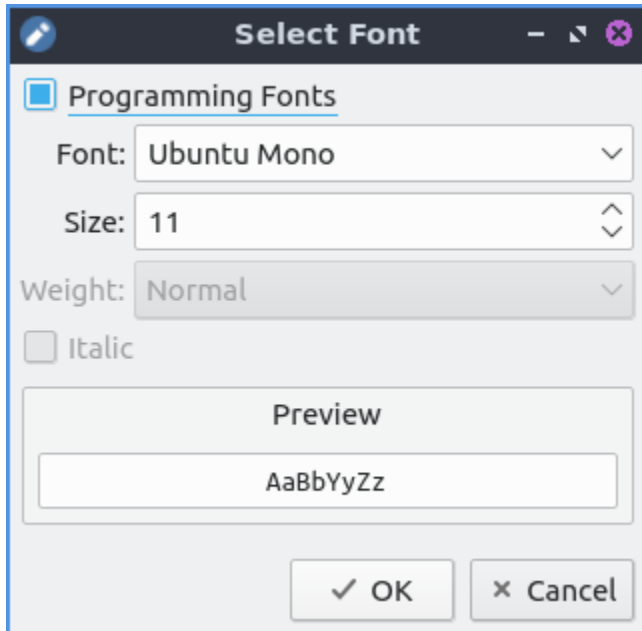 Select Font
Programming Fonts
Font: Ubuntu Mono
Size: 11
Weight: Normal
Italic
Preview
AaBbYyZz
OK Cancel